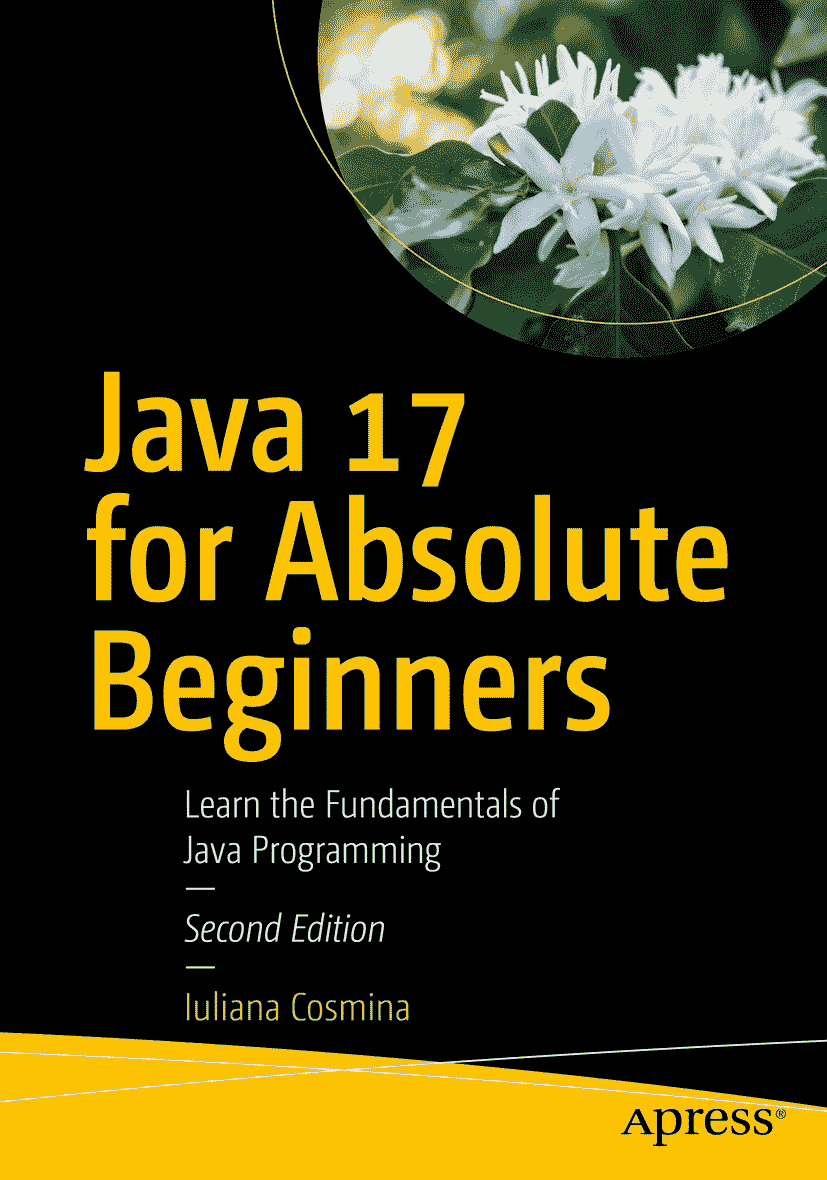 Java 17
for Absolute
Beginners
Learn the Fundamentals of
Java Programming
—
Second Edition
—
Iuliana Cosmina
Apress®